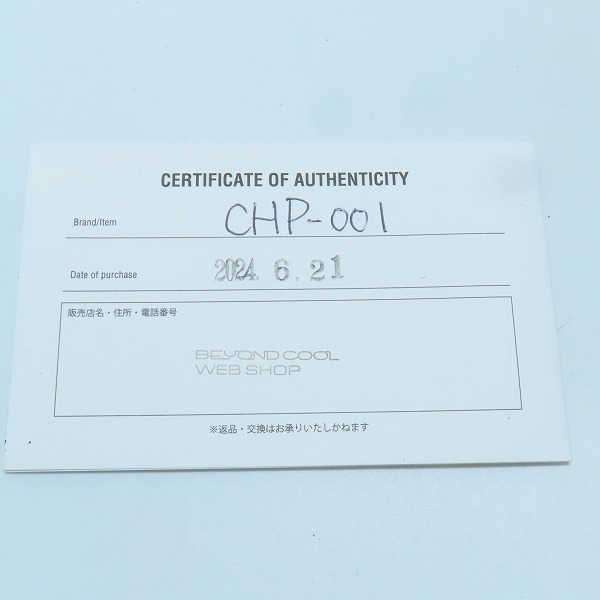 CERTIFICATE OF AUTHENTICITY
Brand/Item CHP-001
Date of purchase 2024. 6. 21
販売店名・住所・電話番号
BEYOND COOL
WEB SHOP
※返品・交換はお承りいたしかねます